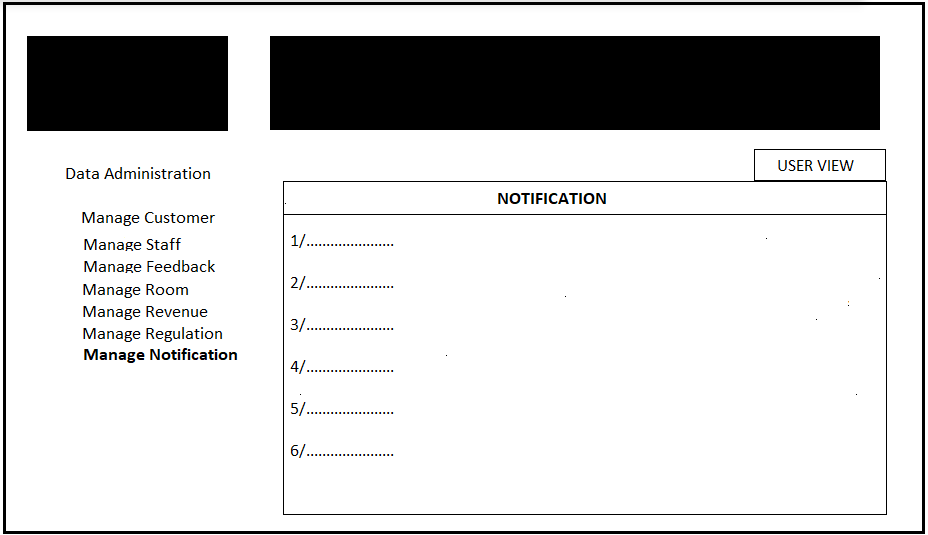 Data Administration
Manage Customer
Manage Staff
Manage Feedback
Manage Room
Manage Revenue
Manage Regulation
Manage Notification
USER VIEW
NOTIFICATION
1/......................
2/......................
3/......................
4/......................
5/......................
6/......................